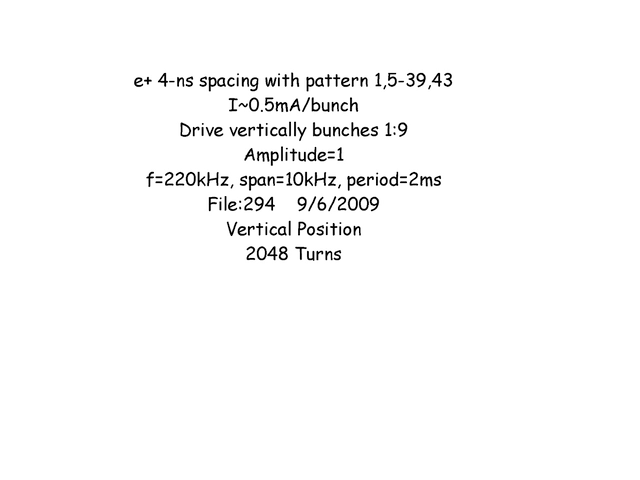 e+ 4-ns spacing with pattern 1,5-39,43
I~0.5mA/bunch
Drive vertically bunches 1:9
Amplitude=1
f=220kHz, span=10kHz, period=2ms
File:294    9/6/2009
Vertical Position
2048 Turns